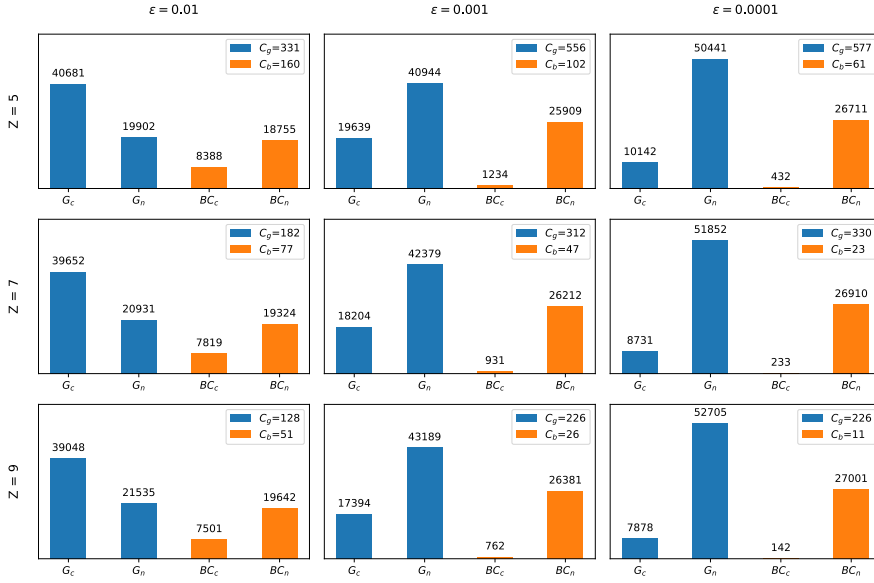 ε = 0.01
ε = 0.001
ε = 0.0001
Z = 5
C_g=331
C_b=160
40681
19902
8388
18755
G_c G_n BC_c BC_n
C_g=556
C_b=102
19639
40944
1234
25909
G_c G_n BC_c BC_n
C_g=577
C_b=61
10142
50441
432
26711
G_c G_n BC_c BC_n
Z = 7
C_g=182
C_b=77
39652
20931
7819
19324
G_c G_n BC_c BC_n
C_g=312
C_b=47
18204
42379
931
26212
G_c G_n BC_c BC_n
C_g=330
C_b=23
8731
51852
233
26910
G_c G_n BC_c BC_n
Z = 9
C_g=128
C_b=51
39048
21535
7501
19642
G_c G_n BC_c BC_n
C_g=226
C_b=26
17394
43189
762
26381
G_c G_n BC_c BC_n
C_g=226
C_b=11
7878
52705
142
27001
G_c G_n BC_c BC_n